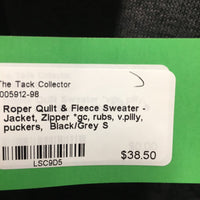 The Tack Collector
005912-98
Roper Quilt & Fleece Sweater -
Jacket, Zipper *gc, rubs, v.pilly,
puckers, Black/Grey S
LSC9D5
$38.50